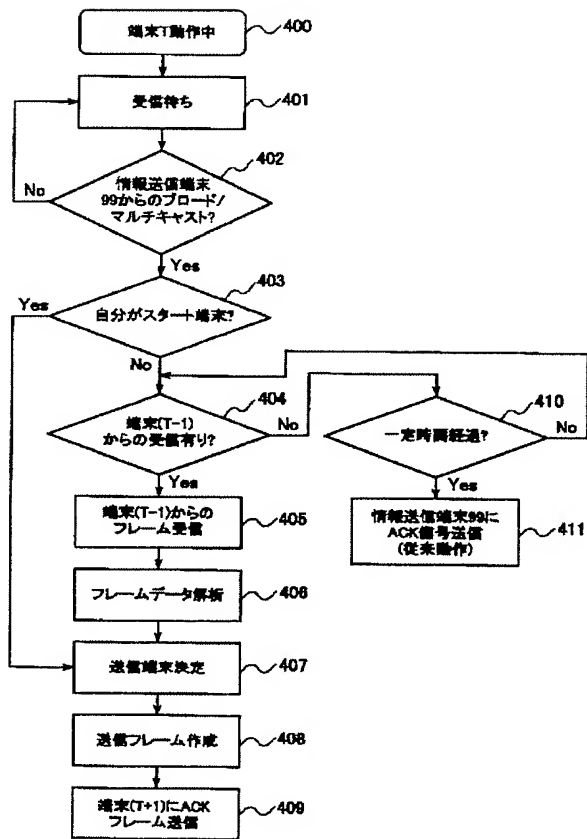 端末T動作中
400
受信待ち
401
402
情報送信端末
99からのブロード/
マルチキャスト?
No
Yes
403
自分がスタート端末?
Yes
No
404
端末(T-1)
からの受信有り?
No
Yes
410
一定時間経過?
No
Yes
端末(T-1)からの
フレーム受信
405
情報送信端末99に
ACK信号送信
(従来動作)
411
フレームデータ解析
406
送信端末決定
407
送信フレーム作成
408
端末(T+1)にACK
フレーム送信
409